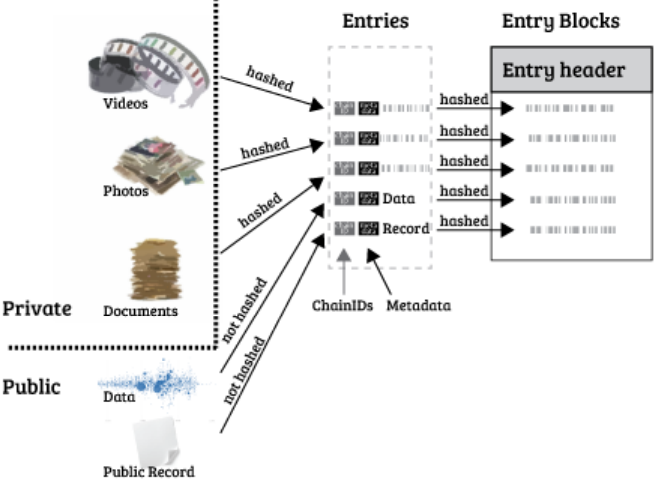 Entries
Entry Blocks
Entry header
Videos
hashed
hashed
Photos
hashed
hashed
hashed
hashed
hashed
Data
hashed
Record
hashed
Private
Documents
ChainIDs
Metadata
not hashed
not hashed
Public
Data
Public Record